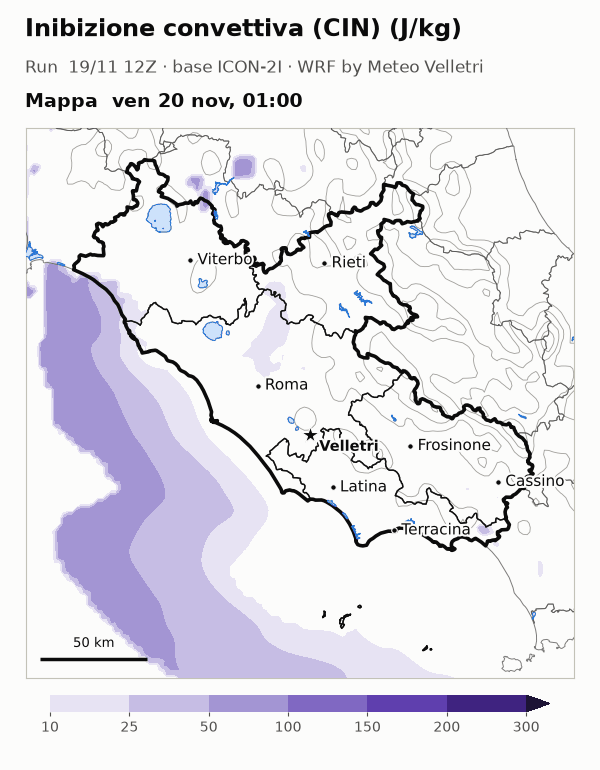 Inibizione convettiva (CIN) (J/kg)
Run  19/11 12Z · base ICON-2I · WRF by Meteo Velletri
Mappa  ven 20 nov, 01:00
Viterbo
Rieti
Roma
Velletri
Frosinone
Latina
Cassino
Terracina
50 km
10 25 50 100 150 200 300